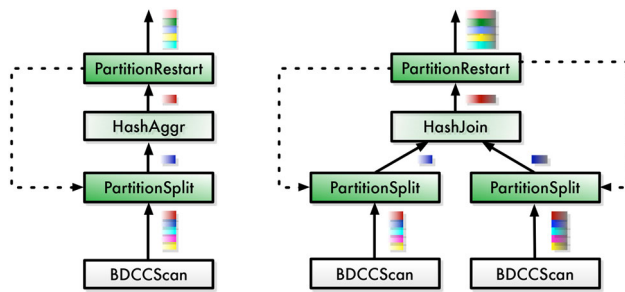 PartitionRestart
HashAggr
PartitionSplit
BDCCScan
PartitionRestart
HashJoin
PartitionSplit
PartitionSplit
BDCCScan
BDCCScan